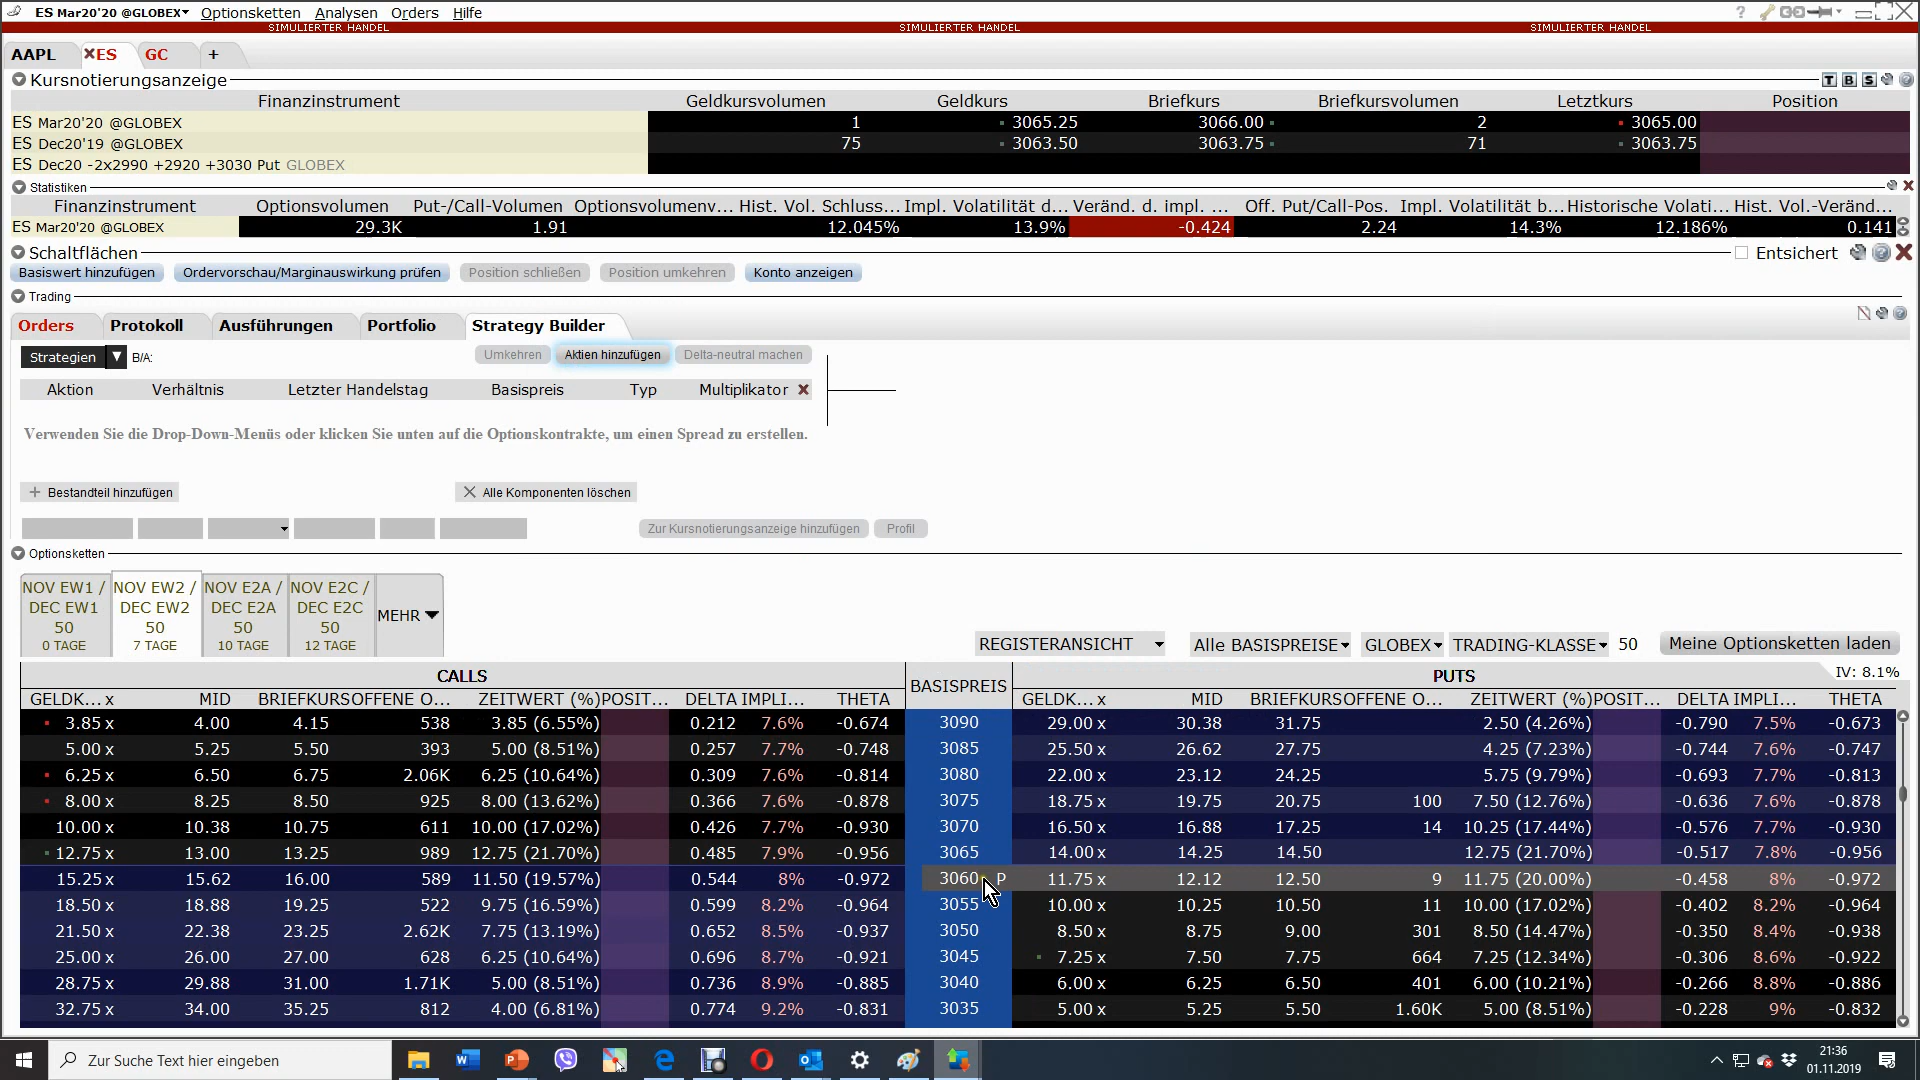 ES Mar20'20 @GLOBEX Optionsketten Analysen Orders Hilfe
SIMULIERTER HANDEL SIMULIERTER HANDEL SIMULIERTER HANDEL
AAPL ES GC +
Kursnotierungsanzeige T B S
Finanzinstrument Geldkursvolumen Geldkurs Briefkurs Briefkursvolumen Letztkurs Position
ES Mar20'20 @GLOBEX 1 3065.25 3066.00 2 3065.00
ES Dec20'19 @GLOBEX 75 3063.50 3063.75 71 3063.75
ES Dec20 -2x2990 +2920 +3030 Put GLOBEX
Statistiken
Finanzinstrument Optionsvolumen Put-/Call-Volumen Optionsvolumenv... Hist. Vol. Schluss... Impl. Volatilität d... Veränd. d. impl. ... Off. Put/Call-Pos. Impl. Volatilität b... Historische Volati... Hist. Vol.-Veränd...
ES Mar20'20 @GLOBEX 29.3K 1.91 12.045% 13.9% -0.424 2.24 14.3% 12.186% 0.141
Schaltflächen Entsichert
Basiswert hinzufügen Ordervorschau/Marginauswirkung prüfen Position schließen Position umkehren Konto anzeigen
Trading
Orders Protokoll Ausführungen Portfolio Strategy Builder
Strategien B/A: Umkehren Aktien hinzufügen Delta-neutral machen
Aktion Verhältnis Letzter Handelstag Basispreis Typ Multiplikator
Verwenden Sie die Drop-Down-Menüs oder klicken Sie unten auf die Optionskontrakte, um einen Spread zu erstellen.
+ Bestandteil hinzufügen Alle Komponenten löschen
Zur Kursnotierungsanzeige hinzufügen Profil
Optionsketten
NOV EW1 / DEC EW1 50 0 TAGE
NOV EW2 / DEC EW2 50 7 TAGE
NOV E2A / DEC E2A 50 10 TAGE
NOV E2C / DEC E2C 50 12 TAGE
MEHR
REGISTERANSICHT Alle BASISPREISE GLOBEX TRADING-KLASSE 50 Meine Optionsketten laden
CALLS BASISPREIS PUTS IV: 8.1%
GELDK... x MID BRIEFKURS OFFENE O... ZEITWERT (%) POSIT... DELTA IMPLI... THETA GELDK... x MID BRIEFKURS OFFENE O... ZEITWERT (%) POSIT... DELTA IMPLI... THETA
3.85 x 4.00 4.15 538 3.85 (6.55%) 0.212 7.6% -0.674 3090 29.00 x 30.38 31.75 2.50 (4.26%) -0.790 7.5% -0.673
5.00 x 5.25 5.50 393 5.00 (8.51%) 0.257 7.7% -0.748 3085 25.50 x 26.62 27.75 4.25 (7.23%) -0.744 7.6% -0.747
6.25 x 6.50 6.75 2.06K 6.25 (10.64%) 0.309 7.6% -0.814 3080 22.00 x 23.12 24.25 5.75 (9.79%) -0.693 7.7% -0.813
8.00 x 8.25 8.50 925 8.00 (13.62%) 0.366 7.6% -0.878 3075 18.75 x 19.75 20.75 100 7.50 (12.76%) -0.636 7.6% -0.878
10.00 x 10.38 10.75 611 10.00 (17.02%) 0.426 7.7% -0.930 3070 16.50 x 16.88 17.25 14 10.25 (17.44%) -0.576 7.7% -0.930
12.75 x 13.00 13.25 989 12.75 (21.70%) 0.485 7.9% -0.956 3065 14.00 x 14.25 14.50 12.75 (21.70%) -0.517 7.8% -0.956
15.25 x 15.62 16.00 589 11.50 (19.57%) 0.544 8% -0.972 3060 P 11.75 x 12.12 12.50 9 11.75 (20.00%) -0.458 8% -0.972
18.50 x 18.88 19.25 522 9.75 (16.59%) 0.599 8.2% -0.964 3055 10.00 x 10.25 10.50 11 10.00 (17.02%) -0.402 8.2% -0.964
21.50 x 22.38 23.25 2.62K 7.75 (13.19%) 0.652 8.5% -0.937 3050 8.50 x 8.75 9.00 301 8.50 (14.47%) -0.350 8.4% -0.938
25.00 x 26.00 27.00 628 6.25 (10.64%) 0.696 8.7% -0.921 3045 7.25 x 7.50 7.75 664 7.25 (12.34%) -0.306 8.6% -0.922
28.75 x 29.88 31.00 1.71K 5.00 (8.51%) 0.736 8.9% -0.885 3040 6.00 x 6.25 6.50 401 6.00 (10.21%) -0.266 8.8% -0.886
32.75 x 34.00 35.25 812 4.00 (6.81%) 0.774 9.2% -0.831 3035 5.00 x 5.25 5.50 1.60K 5.00 (8.51%) -0.228 9% -0.832
Zur Suche Text hier eingeben
21:36
01.11.2019